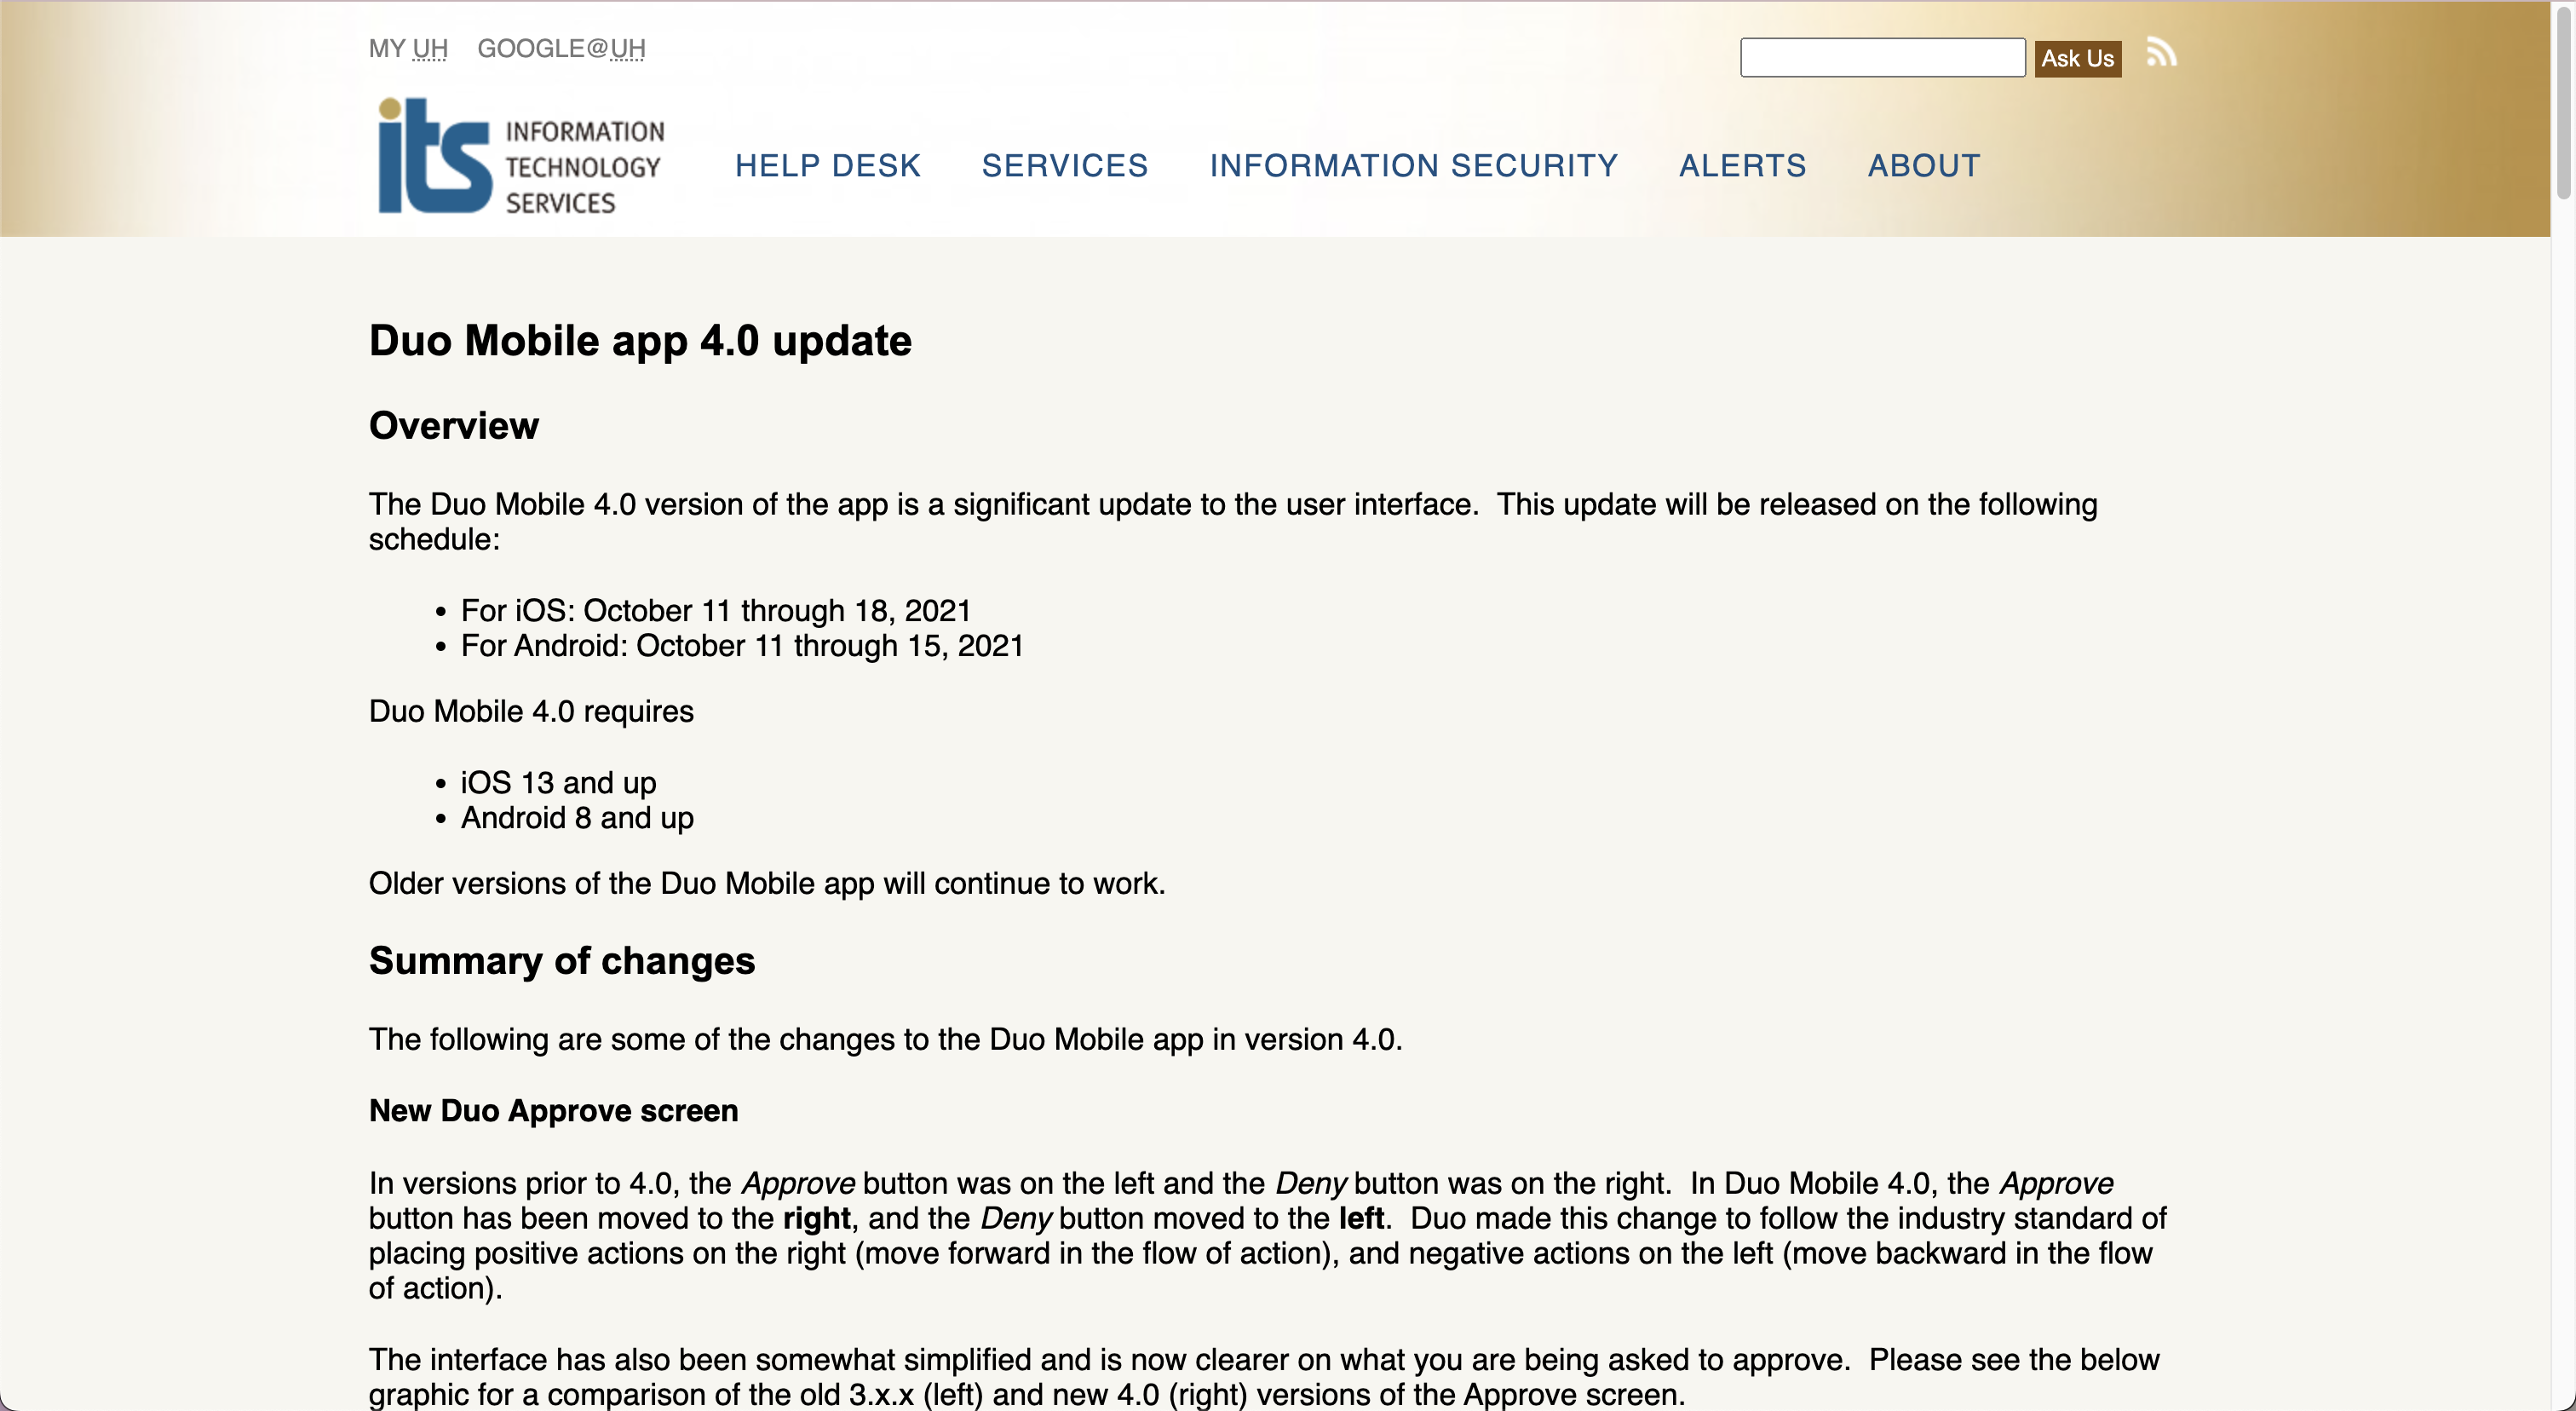 MY UH GOOGLE@UH
Ask Us
its INFORMATION
TECHNOLOGY
SERVICES
HELP DESK SERVICES INFORMATION SECURITY ALERTS ABOUT
Duo Mobile app 4.0 update
Overview
The Duo Mobile 4.0 version of the app is a significant update to the user interface.  This update will be released on the following
schedule:
• For iOS: October 11 through 18, 2021
• For Android: October 11 through 15, 2021
Duo Mobile 4.0 requires
• iOS 13 and up
• Android 8 and up
Older versions of the Duo Mobile app will continue to work.
Summary of changes
The following are some of the changes to the Duo Mobile app in version 4.0.
New Duo Approve screen
In versions prior to 4.0, the Approve button was on the left and the Deny button was on the right.  In Duo Mobile 4.0, the Approve
button has been moved to the right, and the Deny button moved to the left.  Duo made this change to follow the industry standard of
placing positive actions on the right (move forward in the flow of action), and negative actions on the left (move backward in the flow
of action).
The interface has also been somewhat simplified and is now clearer on what you are being asked to approve.  Please see the below
graphic for a comparison of the old 3.x.x (left) and new 4.0 (right) versions of the Approve screen.